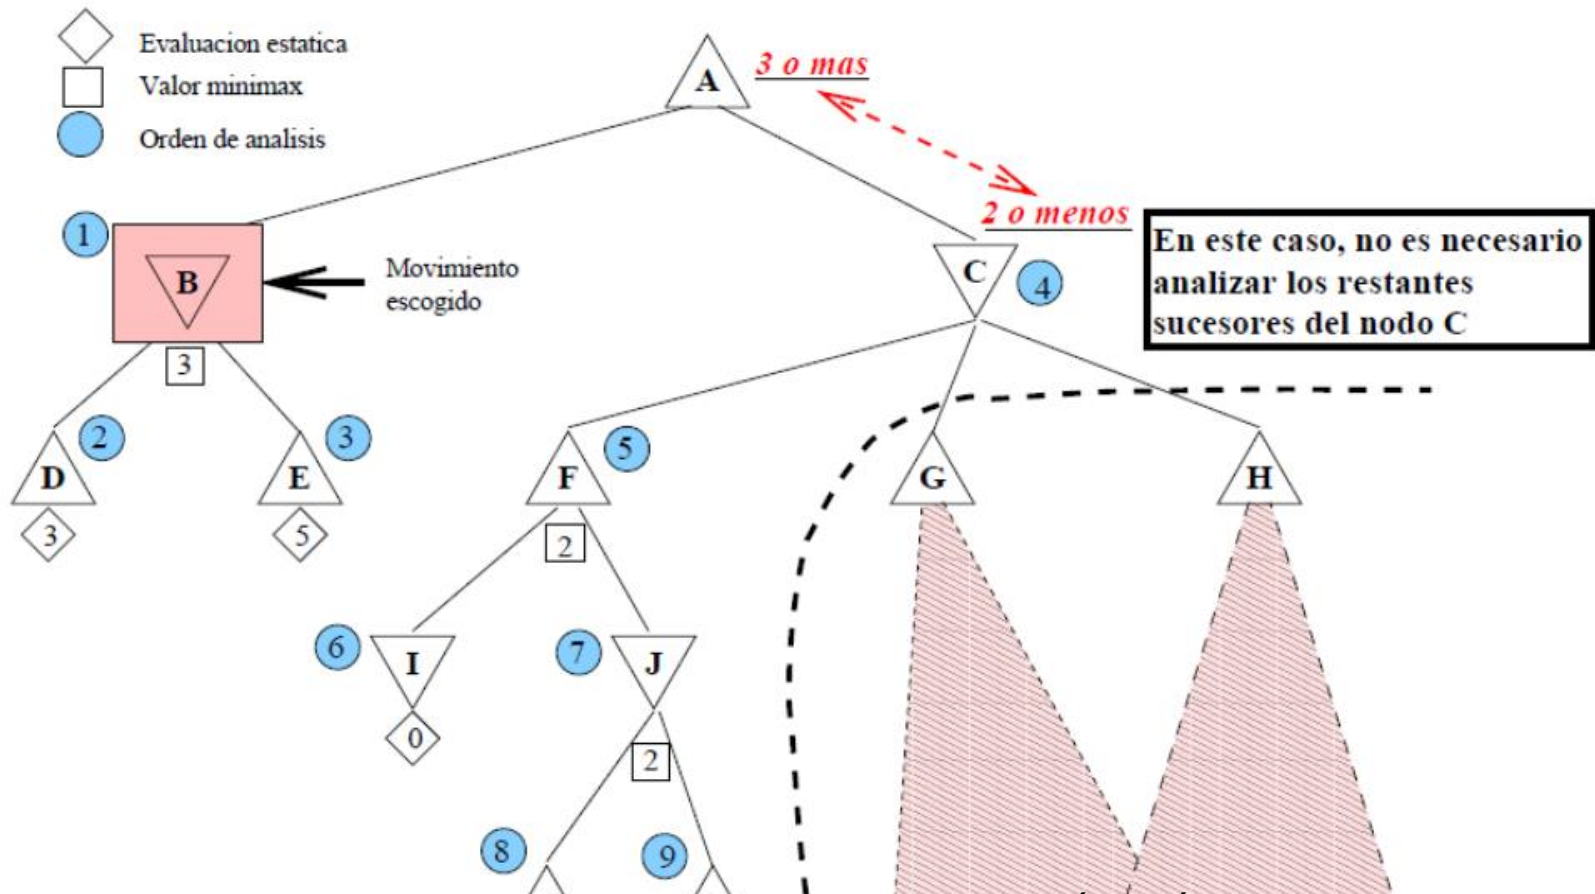 Evaluacion estatica
Valor minimax
Orden de analisis
A
3 o mas
2 o menos
En este caso, no es necesario
analizar los restantes
sucesores del nodo C
1
B
Movimiento
escogido
3
C
4
D
2
3
E
3
5
F
5
2
G
H
6
I
0
7
J
2
8
9